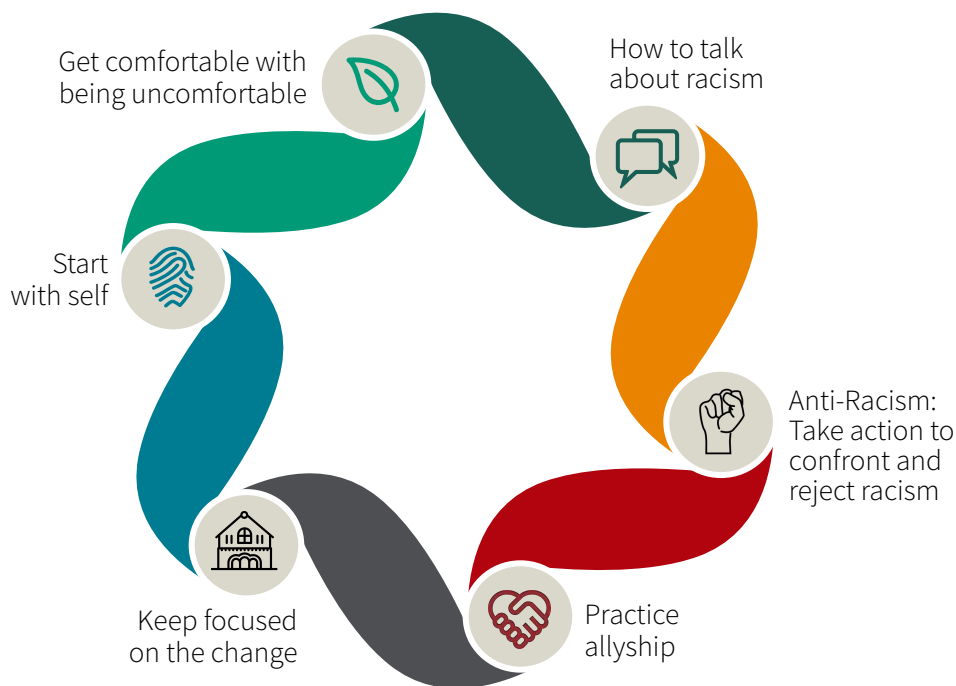 Get comfortable with
being uncomfortable
How to talk
about racism
Start
with self
Anti-Racism:
Take action to
confront and
reject racism
Practice
allyship
Keep focused
on the change